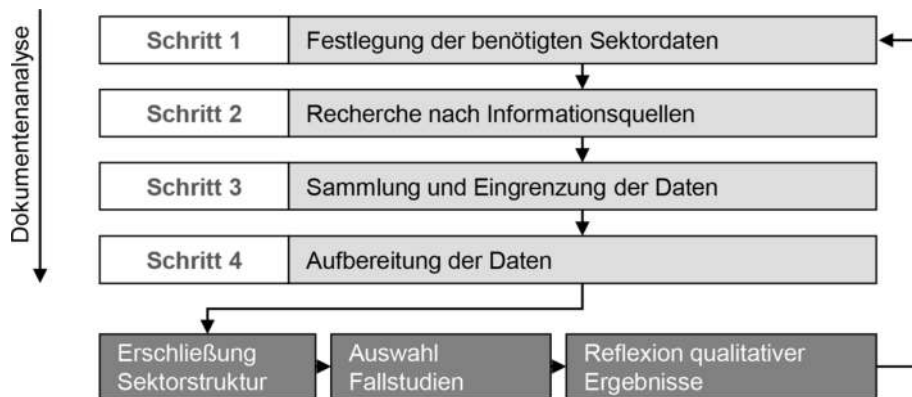 Dokumentenanalyse
Schritt 1 Festlegung der benötigten Sektordaten
Schritt 2 Recherche nach Informationsquellen
Schritt 3 Sammlung und Eingrenzung der Daten
Schritt 4 Aufbereitung der Daten
Erschließung
Sektorstruktur
Auswahl
Fallstudien
Reflexion qualitativer
Ergebnisse